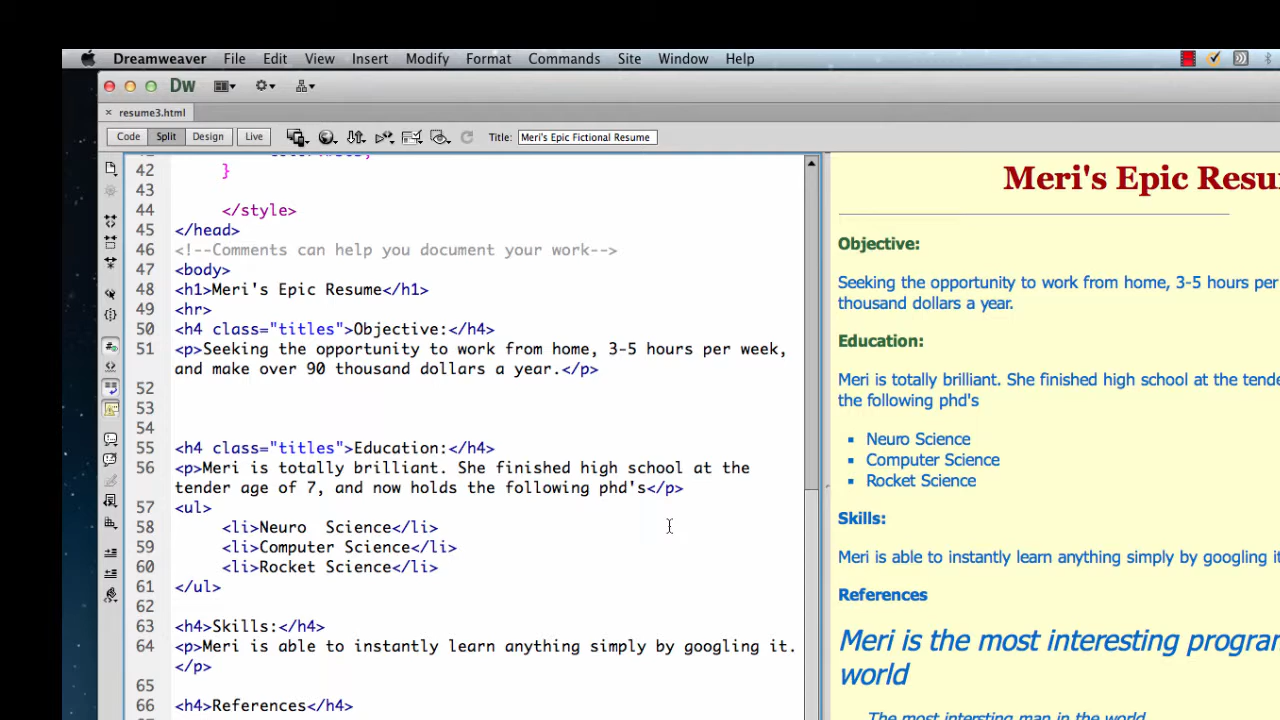 Dreamweaver File Edit View Insert Modify Format Commands Site Window Help
Dw
× resume3.html
Code Split Design Live Title: Meri's Epic Fictional Resume
42 }
43
44 </style>
45 </head>
46 <!--Comments can help you document your work-->
47 <body>
48 <h1>Meri's Epic Resume</h1>
49 <hr>
50 <h4 class="titles">Objective:</h4>
51 <p>Seeking the opportunity to work from home, 3-5 hours per week,
and make over 90 thousand dollars a year.</p>
52
53
54
55 <h4 class="titles">Education:</h4>
56 <p>Meri is totally brilliant. She finished high school at the
tender age of 7, and now holds the following phd's</p>
57 <ul>
58 <li>Neuro  Science</li>
59 <li>Computer Science</li>
60 <li>Rocket Science</li>
61 </ul>
62
63 <h4>Skills:</h4>
64 <p>Meri is able to instantly learn anything simply by googling it.
</p>
65
66 <h4>References</h4>
Meri's Epic Resu
Objective:
Seeking the opportunity to work from home, 3-5 hours per
thousand dollars a year.
Education:
Meri is totally brilliant. She finished high school at the tende
the following phd's
▪ Neuro Science
▪ Computer Science
▪ Rocket Science
Skills:
Meri is able to instantly learn anything simply by googling it
References
Meri is the most interesting progran
world
The most intersting man in the world